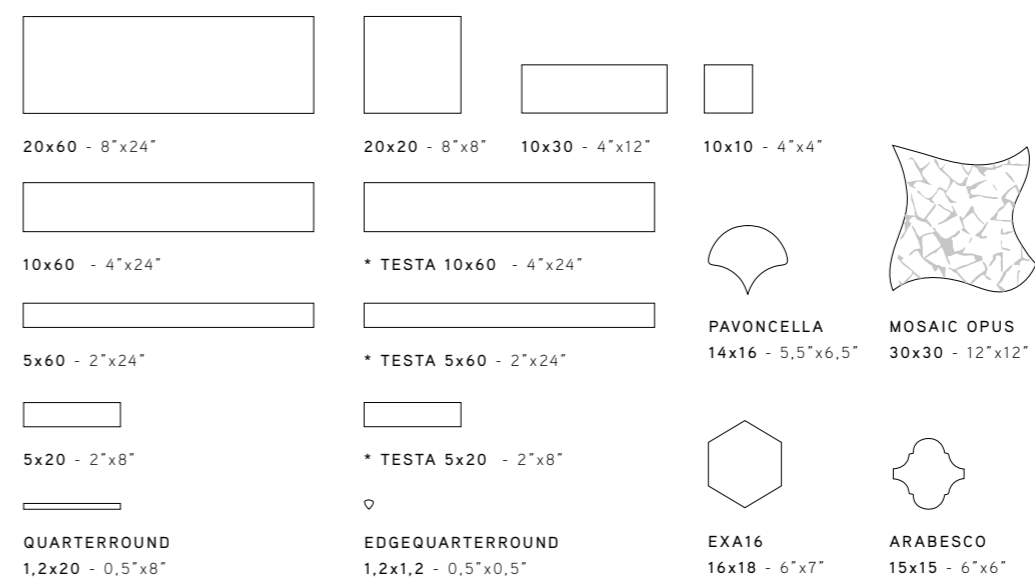 20x60 - 8”x24”
20x20 - 8”x8”
10x30 - 4”x12”
10x10 - 4”x4”
10x60 - 4”x24”
* TESTA 10x60 - 4”x24”
5x60 - 2”x24”
* TESTA 5x60 - 2”x24”
PAVONCELLA
14x16 - 5,5”x6,5”
MOSAIC OPUS
30x30 - 12”x12”
5x20 - 2”x8”
* TESTA 5x20 - 2”x8”
QUARTERROUND
1,2x20 - 0,5”x8”
EDGEQUARTERROUND
1,2x1,2 - 0,5”x0,5”
EXA16
16x18 - 6”x7”
ARABESCO
15x15 - 6”x6”